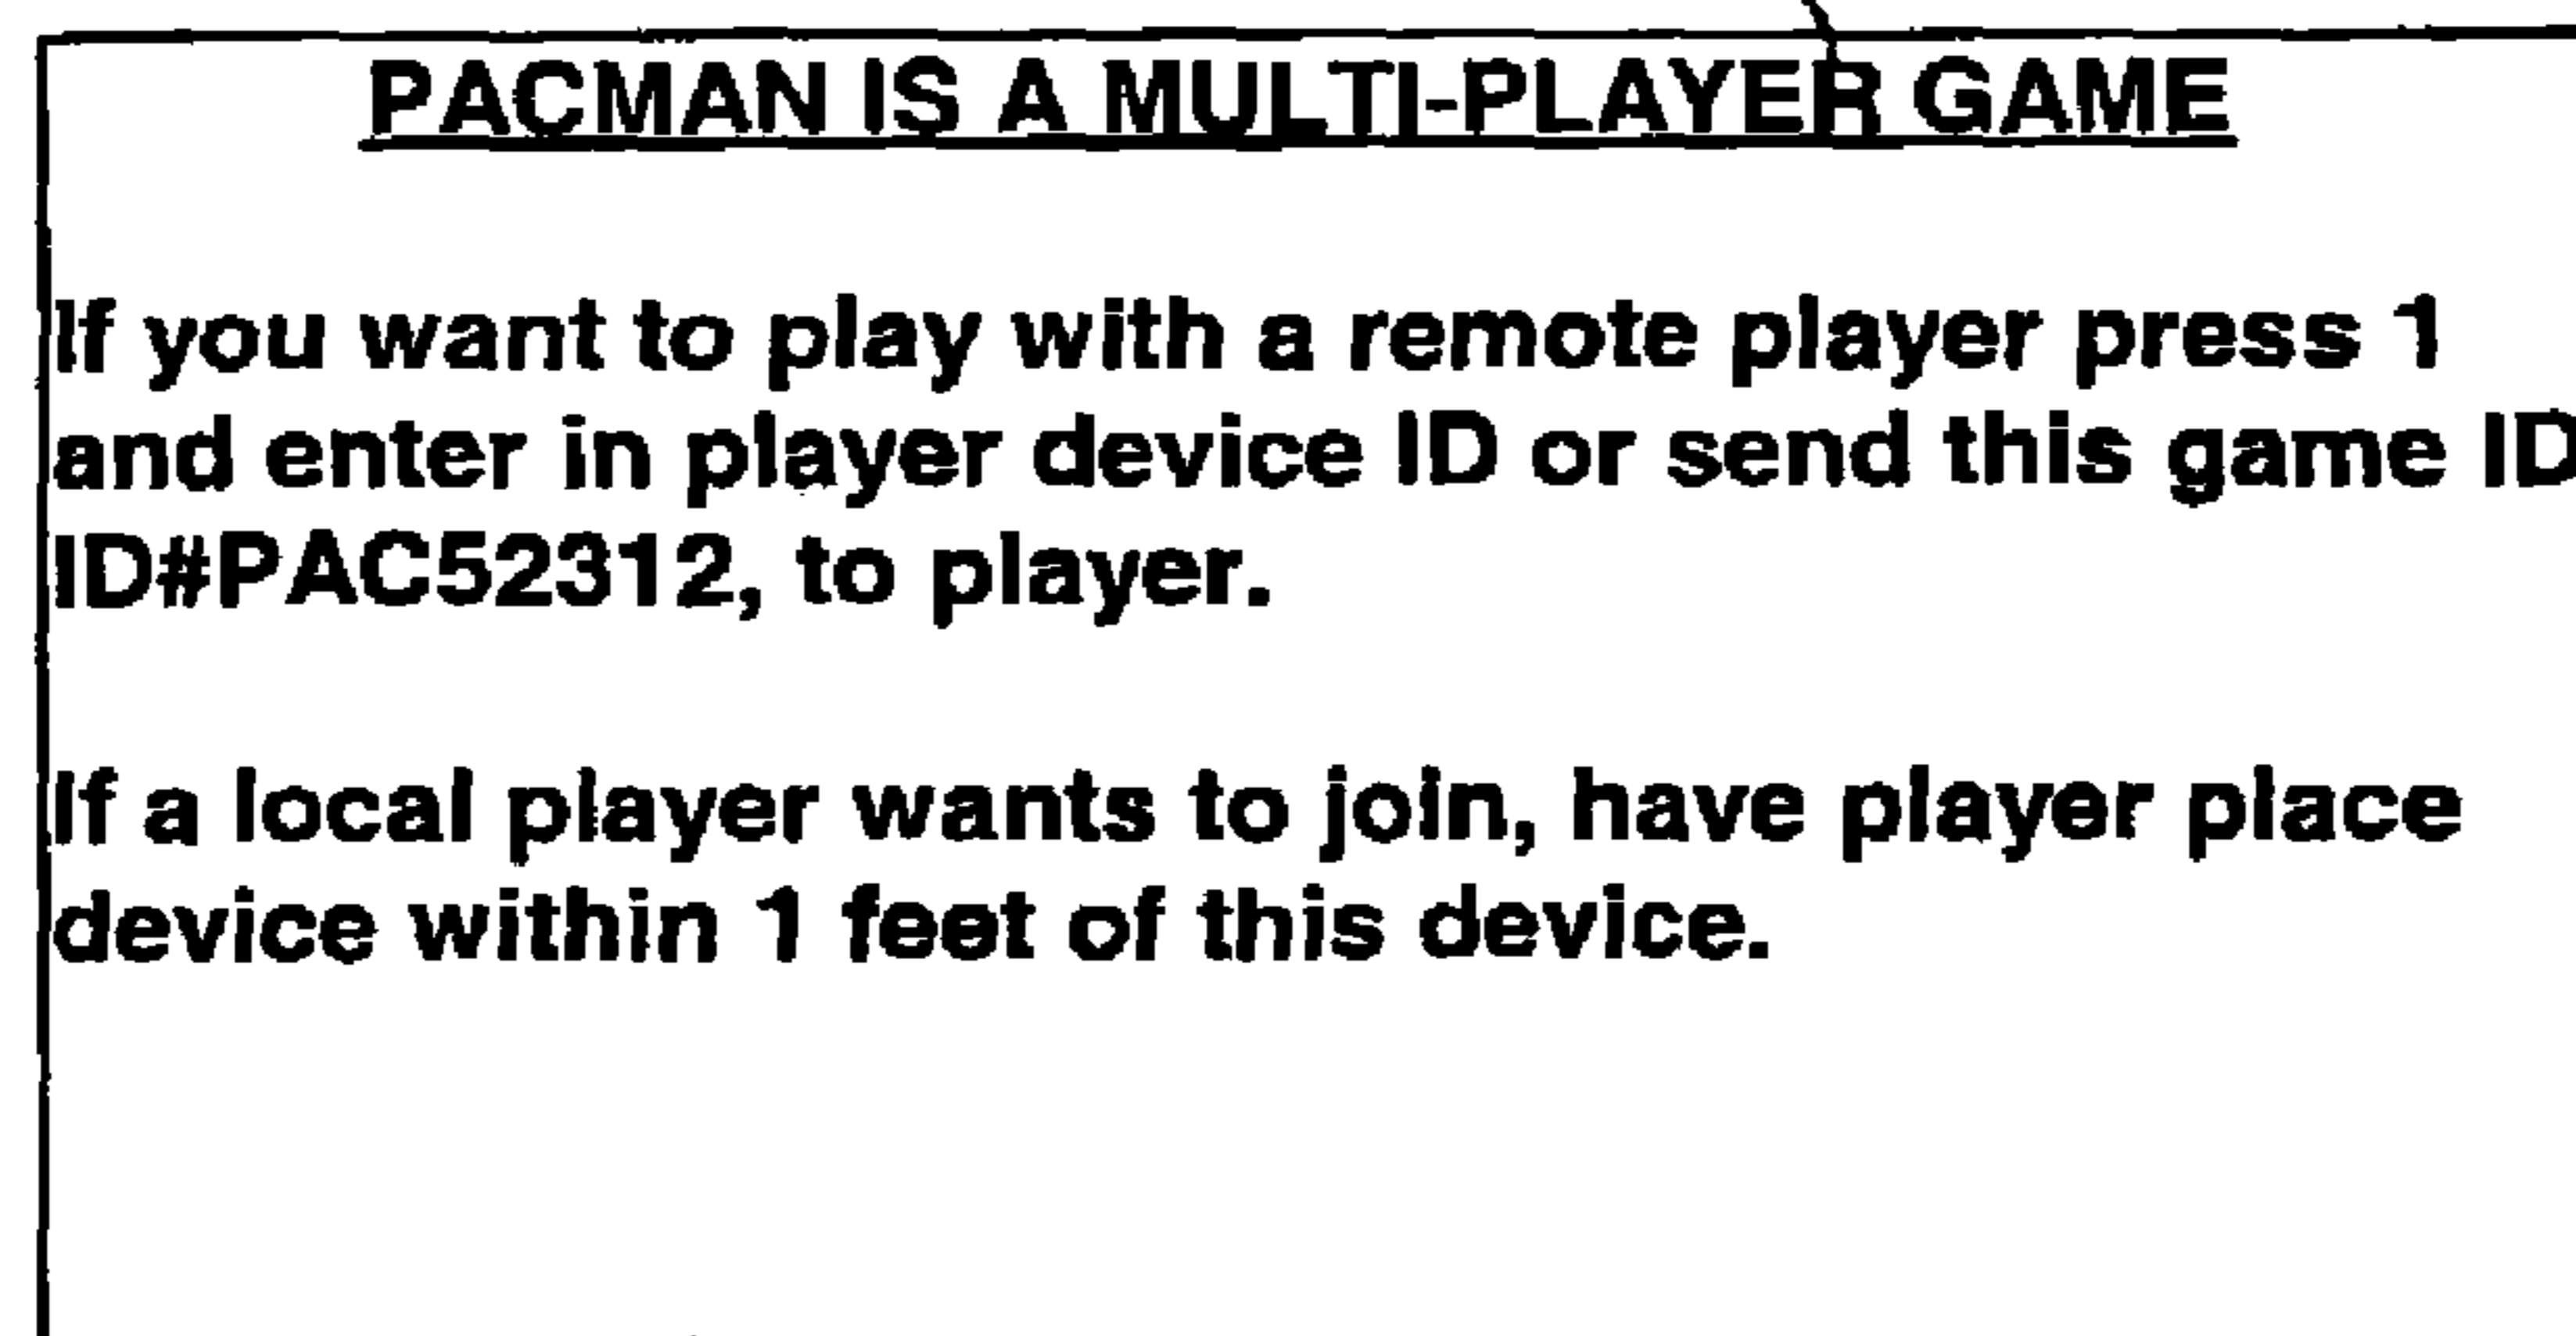 PACMAN IS A MULTI-PLAYER GAME
If you want to play with a remote player press 1
and enter in player device ID or send this game ID
ID#PAC52312, to player.
If a local player wants to join, have player place
device within 1 feet of this device.